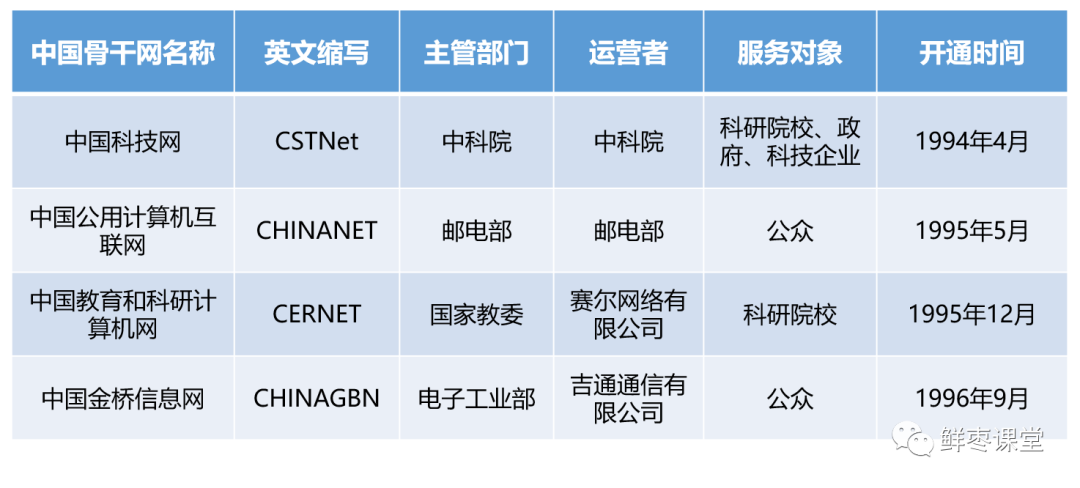 中国骨干网名称 英文缩写 主管部门 运营者 服务对象 开通时间
中国科技网 CSTNet 中科院 中科院 科研院校、政
府、科技企业 1994年4月
中国公用计算机互
联网 CHINANET 邮电部 邮电部 公众 1995年5月
中国教育和科研计
算机网 CERNET 国家教委 赛尔网络有
限公司 科研院校 1995年12月
中国金桥信息网 CHINAGBN 电子工业部 吉通通信有
限公司 公众 1996年9月
鲜枣课堂